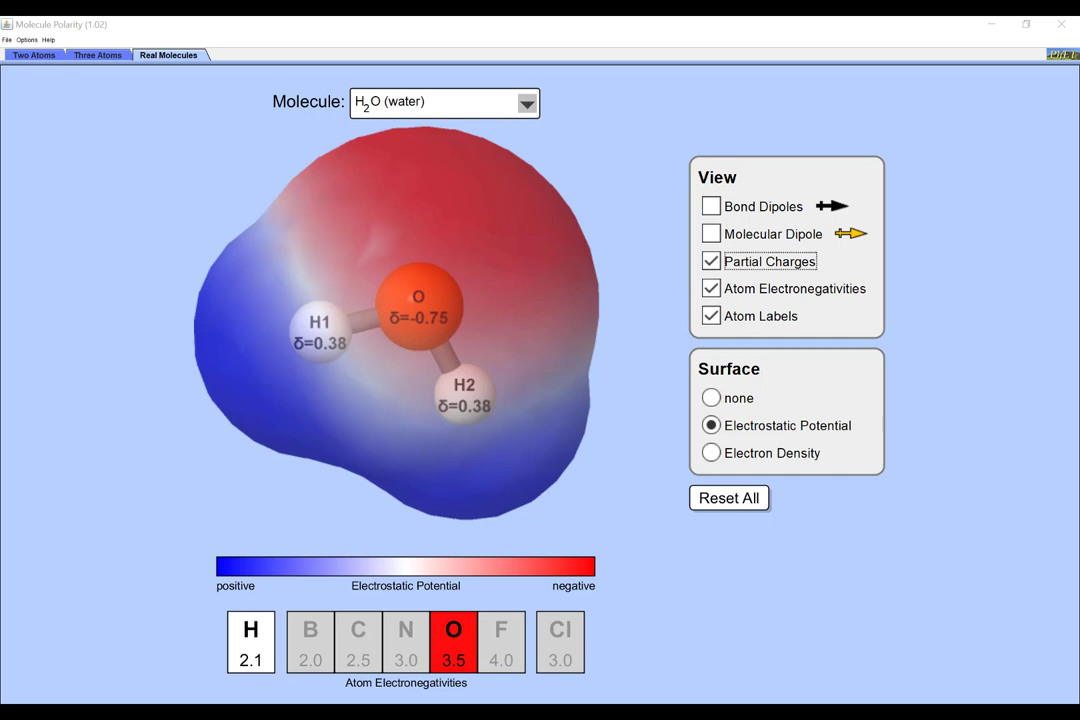 Molecule Polarity (1.02)
File Options Help
Two Atoms Three Atoms Real Molecules
PhET
Molecule: H2O (water)
View
Bond Dipoles
Molecular Dipole
Partial Charges
Atom Electronegativities
Atom Labels
O
δ=-0.75
H1
δ=0.38
H2
δ=0.38
Surface
none
Electrostatic Potential
Electron Density
Reset All
positive Electrostatic Potential negative
H B C N O F Cl
2.1 2.0 2.5 3.0 3.5 4.0 3.0
Atom Electronegativities